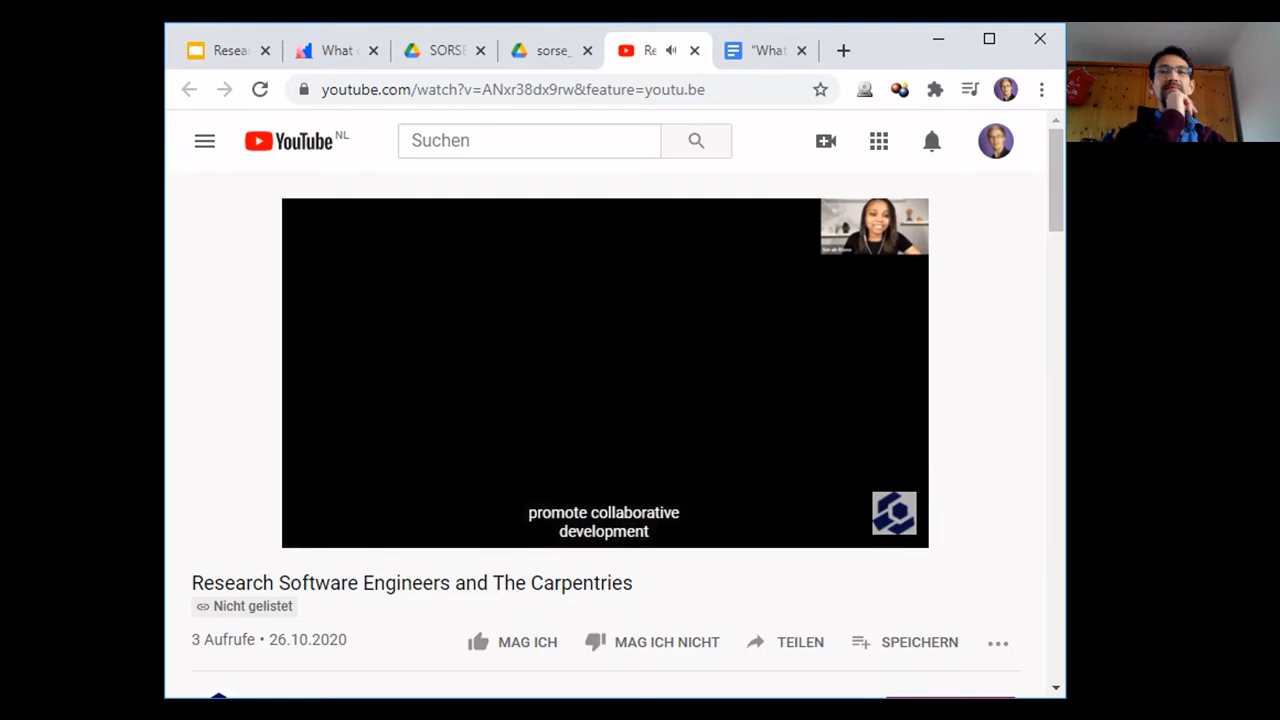 Resea
What
SORSE
sorse_
Re
"What
youtube.com/watch?v=ANxr38dx9rw&feature=youtu.be
YouTube NL
Suchen
promote collaborative
development
Research Software Engineers and The Carpentries
Nicht gelistet
3 Aufrufe • 26.10.2020
MAG ICH
MAG ICH NICHT
TEILEN
SPEICHERN